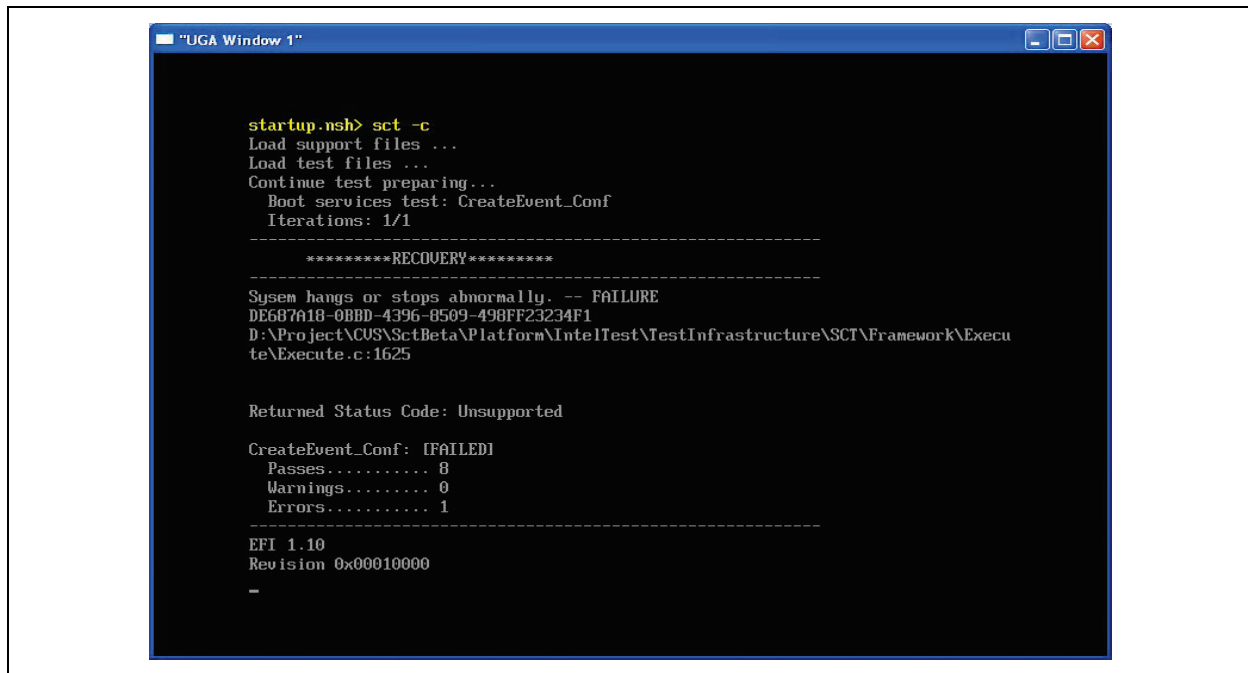 "UGA Window 1"
startup.nsh> sct -c
Load support files ...
Load test files ...
Continue test preparing...
Boot services test: CreateEvent_Conf
Iterations: 1/1
------------------------------------------------------------
*********RECOVERY*********
------------------------------------------------------------
Sysem hangs or stops abnormally. -- FAILURE
DE687A18-0BBD-4396-8509-498FF23234F1
D:\Project\CVS\SctBeta\Platform\IntelTest\TestInfrastructure\SCT\Framework\Execu
te\Execute.c:1625
Returned Status Code: Unsupported
CreateEvent_Conf: [FAILED]
Passes........... 8
Warnings......... 0
Errors........... 1
------------------------------------------------------------
EFI 1.10
Revision 0x00010000
_